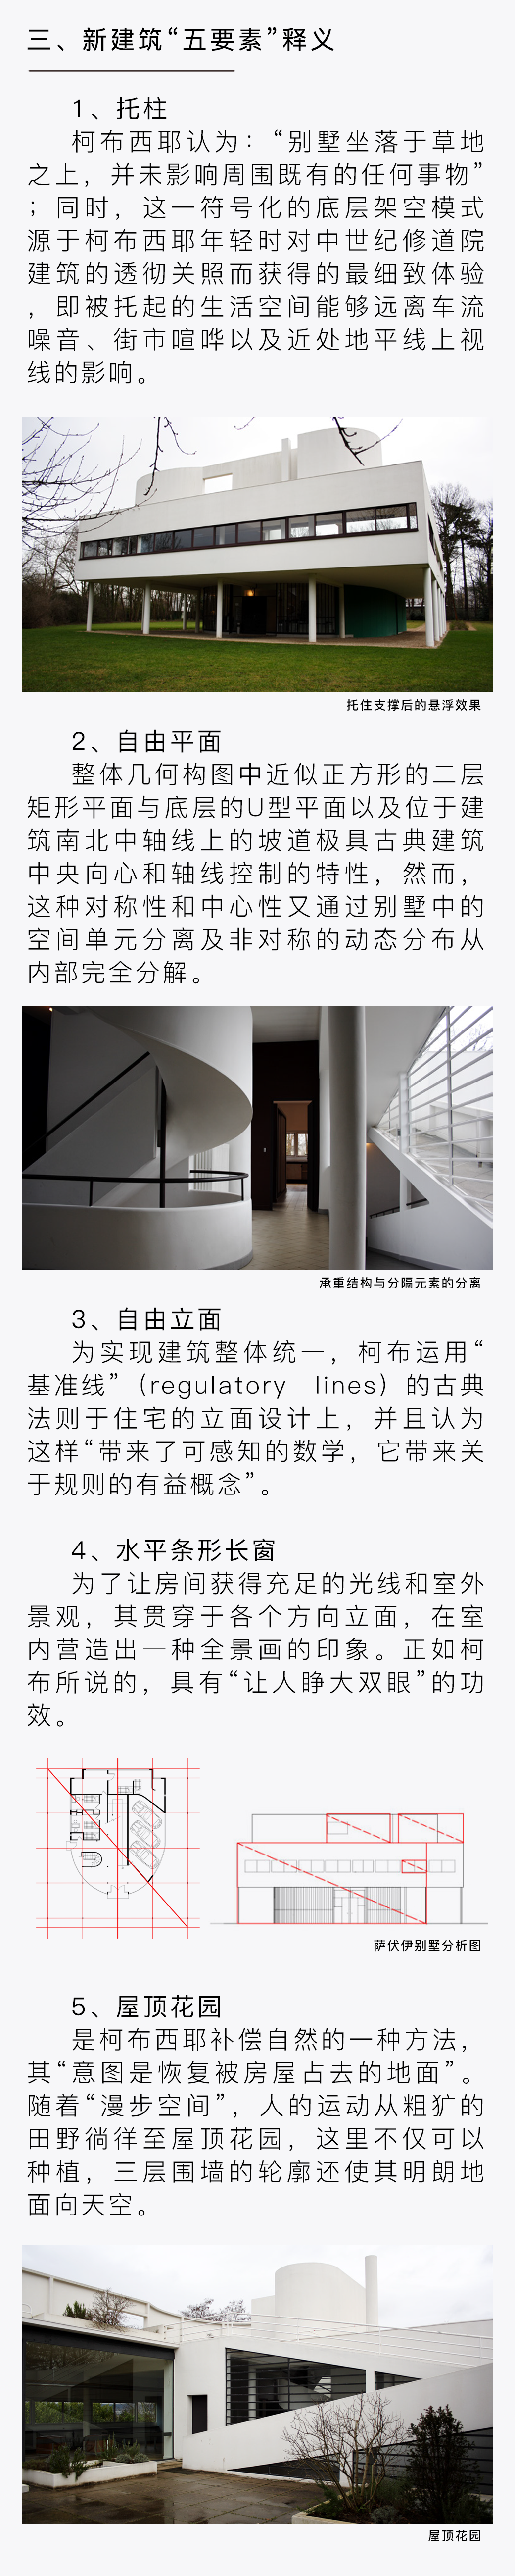 三、新建筑“五要素”释义
1、托柱
柯布西耶认为：“别墅坐落于草地
之上，并未影响周围既有的任何事物”
；同时，这一符号化的底层架空模式
源于柯布西耶年轻时对中世纪修道院
建筑的透彻关照而获得的最细致体验
，即被托起的生活空间能够远离车流
噪音、街市喧哗以及近处地平线上视
线的影响。
托住支撑后的悬浮效果
2、自由平面
整体几何构图中近似正方形的二层
矩形平面与底层的U型平面以及位于建
筑南北中轴线上的坡道极具古典建筑
中央向心和轴线控制的特性，然而，
这种对称性和中心性又通过别墅中的
空间单元分离及非对称的动态分布从
内部完全分解。
承重结构与分隔元素的分离
3、自由立面
为实现建筑整体统一，柯布运用“
基准线”（regulatory lines）的古典
法则于住宅的立面设计上，并且认为
这样“带来了可感知的数学，它带来关
于规则的有益概念”。
4、水平条形长窗
为了让房间获得充足的光线和室外
景观，其贯穿于各个方向立面，在室
内营造出一种全景画的印象。正如柯
布所说的，具有“让人睁大双眼”的功
效。
萨伏伊别墅分析图
5、屋顶花园
是柯布西耶补偿自然的一种方法，
其“意图是恢复被房屋占去的地面”。
随着“漫步空间”，人的运动从粗犷的
田野徜徉至屋顶花园，这里不仅可以
种植，三层围墙的轮廓还使其明朗地
面向天空。
屋顶花园